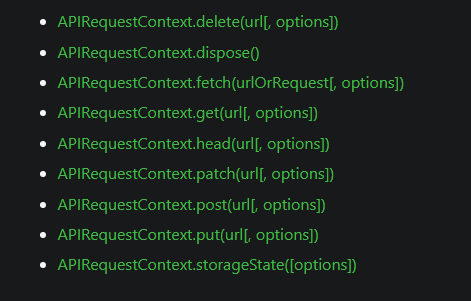 APIRequestContext.delete(url[, options])
APIRequestContext.dispose()
APIRequestContext.fetch(urlOrRequest[, options])
APIRequestContext.get(url[, options])
APIRequestContext.head(url[, options])
APIRequestContext.patch(url[, options])
APIRequestContext.post(url[, options])
APIRequestContext.put(url[, options])
APIRequestContext.storageState([options])